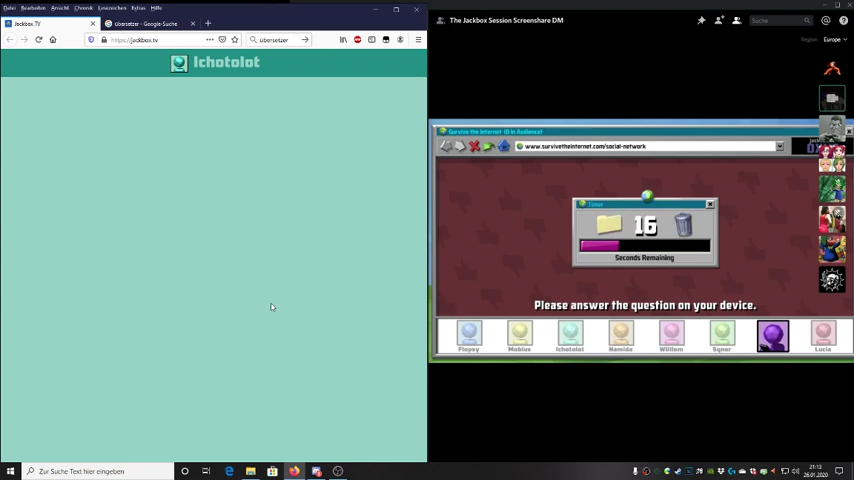 Datei Bearbeiten Ansicht Chronik Lesezeichen Extras Hilfe
Jackbox.TV
übersetzer - Google-Suche
https://jackbox.tv
übersetzer
Ichotolot
The Jackbox Session Screenshare DM
Suche
Region
Europe
Survive the Internet (0 in Audience)
www.survivetheinternet.com/social-network
Timer
16
Seconds Remaining
Please answer the question on your device.
Flopsy
Mobius
Ichotolot
Namida
Willlom
Sqner
Lucia
Zur Suche Text hier eingeben
21:13
26.01.2020